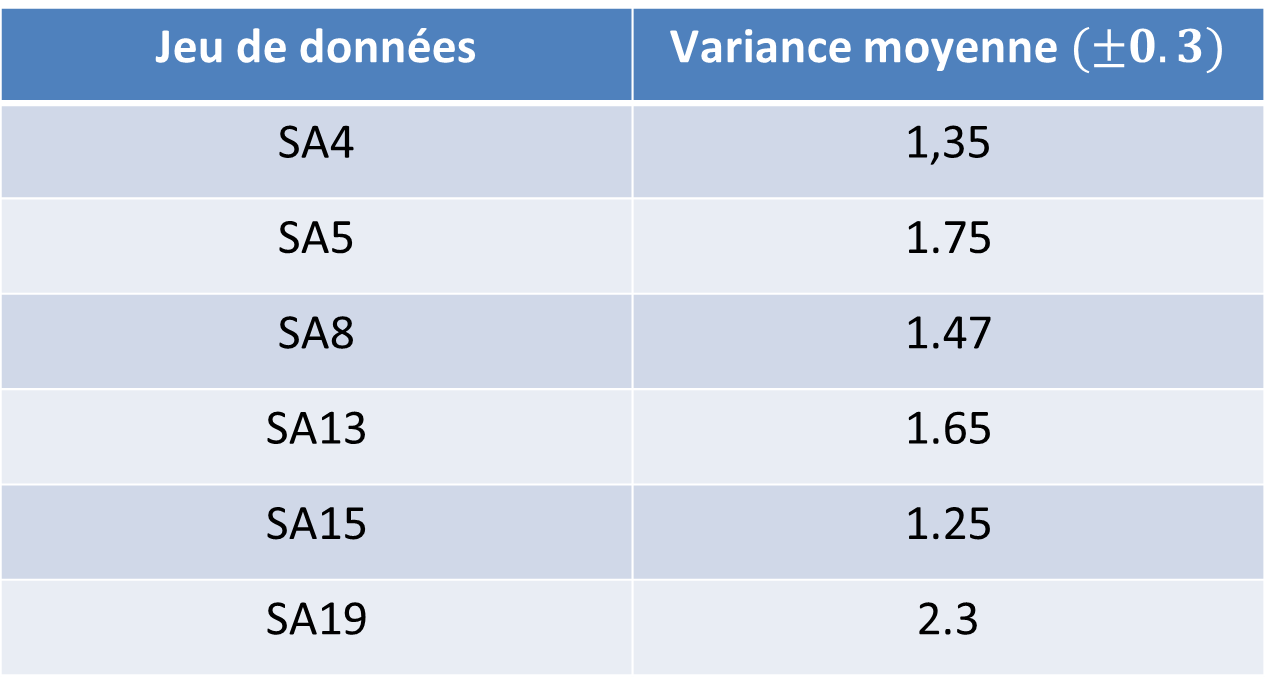 Jeu de données
Variance moyenne (±0.3)
SA4
1,35
SA5
1.75
SA8
1.47
SA13
1.65
SA15
1.25
SA19
2.3